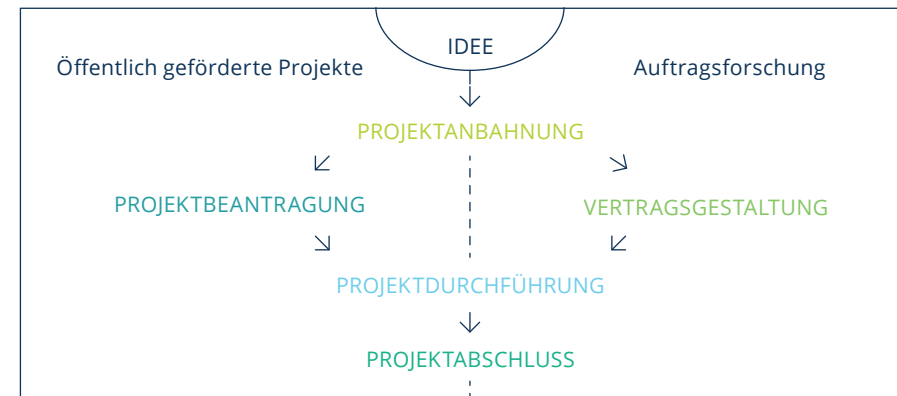 IDEE
Öffentlich geförderte Projekte
Auftragsforschung
PROJEKTANBAHNUNG
PROJEKTBEANTRAGUNG
VERTRAGSGESTALTUNG
PROJEKTDURCHFÜHRUNG
PROJEKTABSCHLUSS